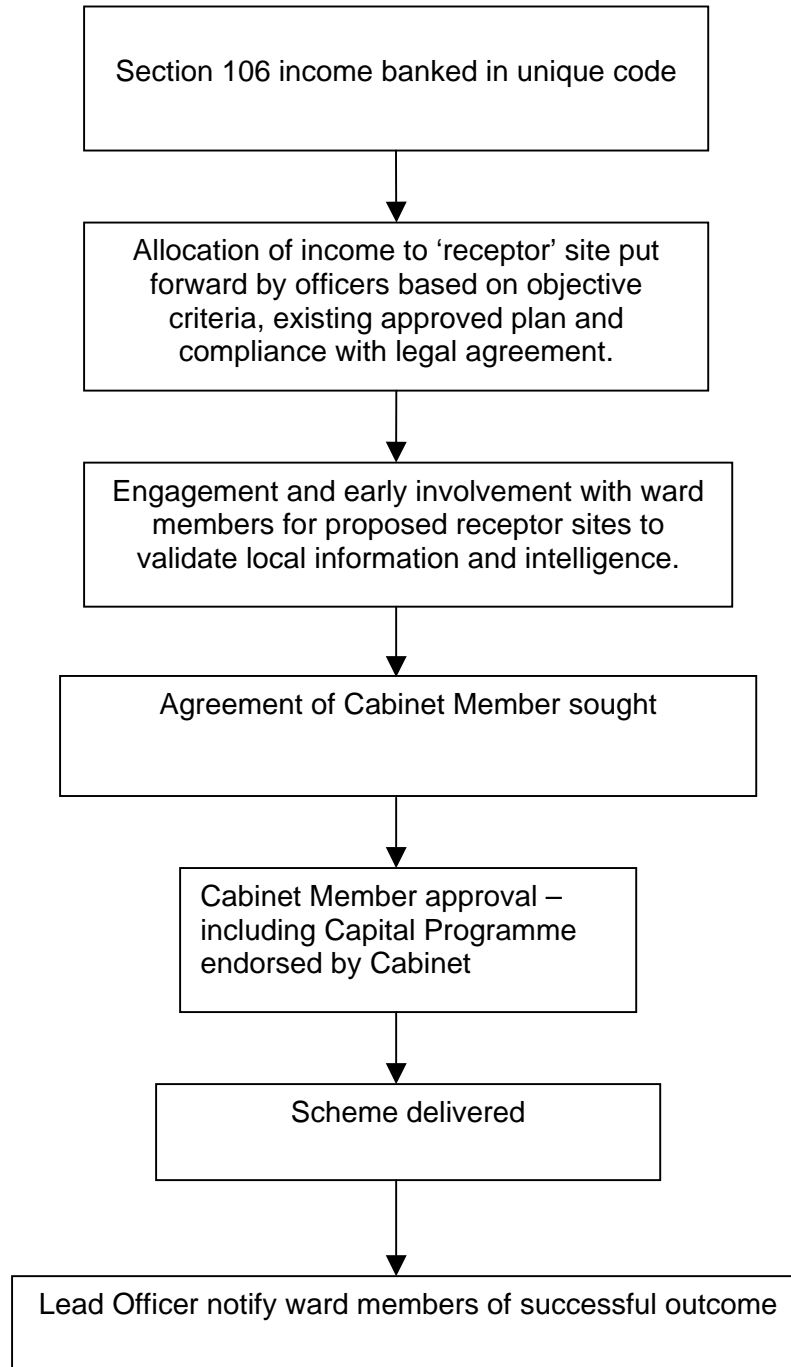 Section 106 income banked in unique code
Allocation of income to ‘receptor’ site put
forward by officers based on objective
criteria, existing approved plan and
compliance with legal agreement.
Engagement and early involvement with ward
members for proposed receptor sites to
validate local information and intelligence.
Agreement of Cabinet Member sought
Cabinet Member approval –
including Capital Programme
endorsed by Cabinet
Scheme delivered
Lead Officer notify ward members of successful outcome